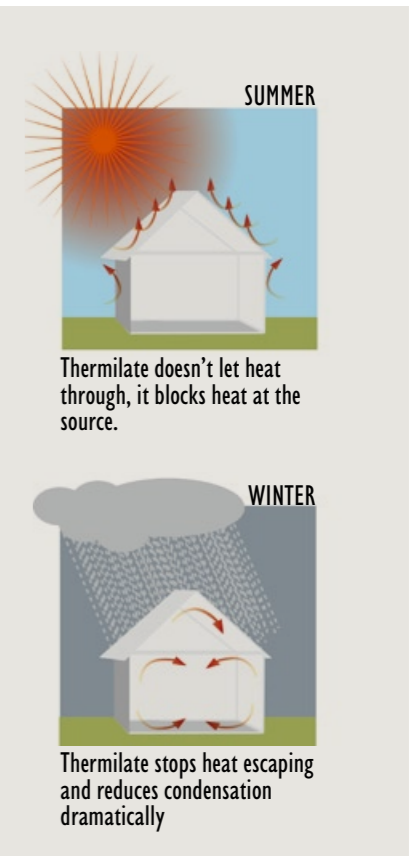 SUMMER
Thermilate doesn’t let heat
through, it blocks heat at the
source.
WINTER
Thermilate stops heat escaping
and reduces condensation
dramatically